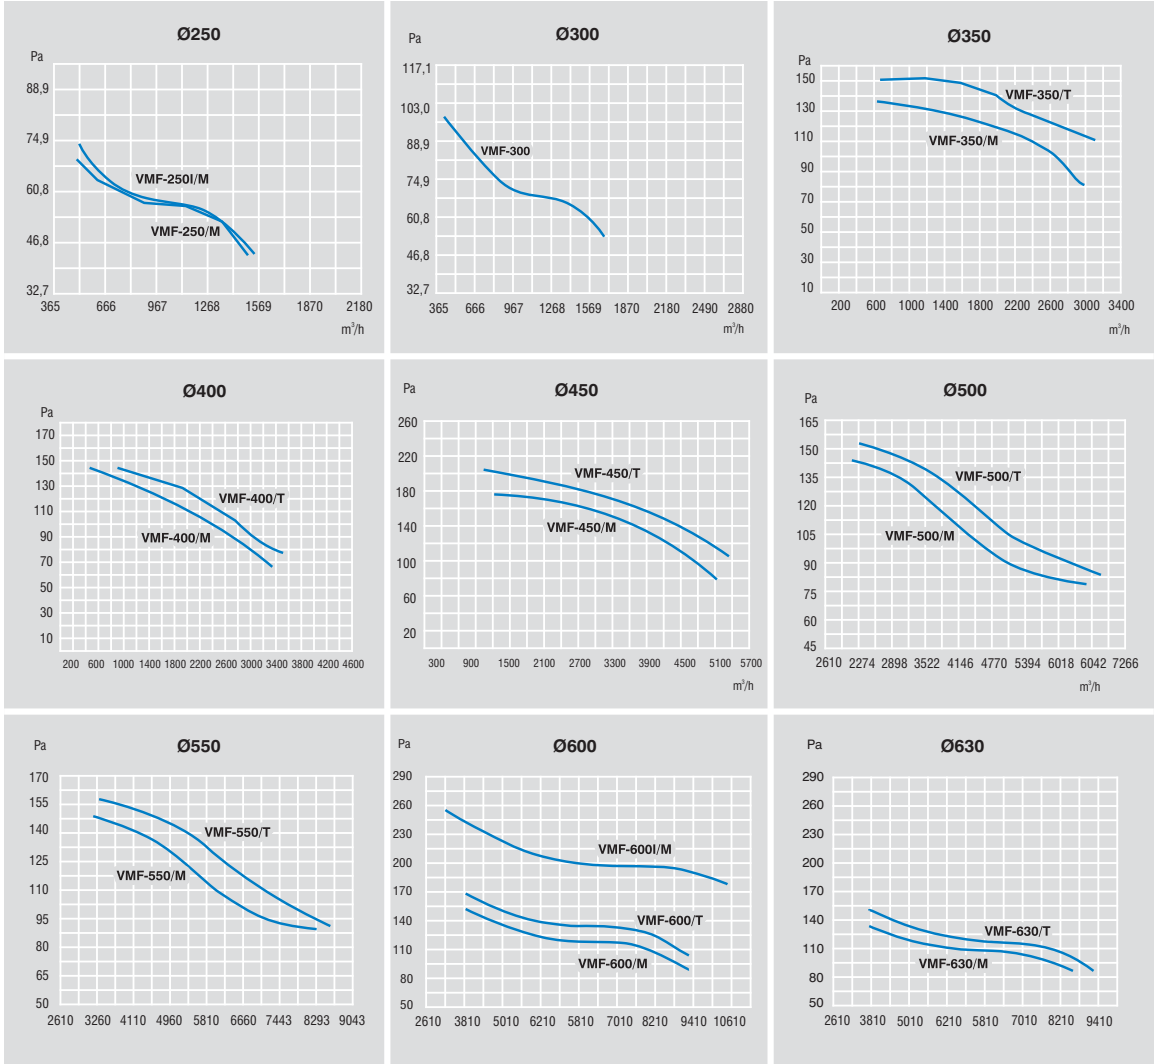 Ø250
Pa
88,9
74,9
60,8
46,8
32,7
VMF-250I/M
VMF-250/M
365 666 967 1268 1569 1870 2180
m³/h
Ø300
Pa
117,1
103,0
88,9
74,9
60,8
46,8
32,7
VMF-300
365 666 967 1268 1569 1870 2180 2490 2880
m³/h
Ø350
Pa
150
130
110
90
70
50
30
10
VMF-350/T
VMF-350/M
200 600 1000 1400 1800 2200 2600 3000 3400
m³/h
Ø400
Pa
170
150
130
110
90
70
50
30
10
VMF-400/T
VMF-400/M
200 600 1000 1400 1800 2200 2600 3000 3400 3800 4200 4600
Ø450
Pa
260
220
180
140
100
60
20
VMF-450/T
VMF-450/M
300 900 1500 2100 2700 3300 3900 4500 5100 5700
m³/h
Ø500
Pa
165
150
135
120
105
90
75
60
45
VMF-500/T
VMF-500/M
2610 2274 2898 3522 4146 4770 5394 6018 6042 7266
m³/h
Ø550
Pa
170
155
140
125
110
95
80
65
50
VMF-550/T
VMF-550/M
2610 3260 4110 4960 5810 6660 7443 8293 9043
Ø600
Pa
290
260
230
200
170
140
110
80
50
VMF-600I/M
VMF-600/T
VMF-600/M
2610 3810 5010 6210 5810 7010 8210 9410 10610
Ø630
Pa
290
260
230
200
170
140
110
80
50
VMF-630/T
VMF-630/M
2610 3810 5010 6210 5810 7010 8210 9410